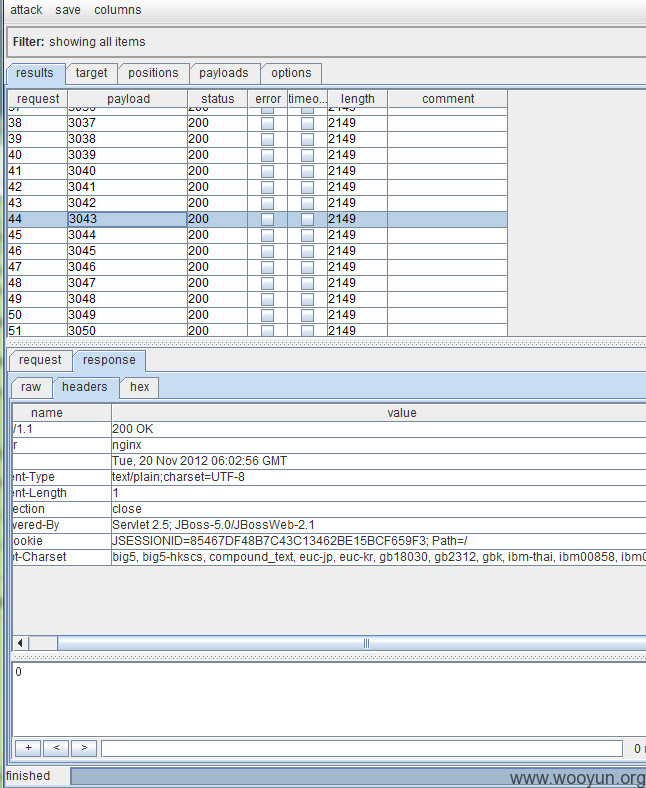 attack save columns
Filter: showing all items
results target positions payloads options
request payload status error timeo... length comment
38 3037 200 2149
39 3038 200 2149
40 3039 200 2149
41 3040 200 2149
42 3041 200 2149
43 3042 200 2149
44 3043 200 2149
45 3044 200 2149
46 3045 200 2149
47 3046 200 2149
48 3047 200 2149
49 3048 200 2149
50 3049 200 2149
51 3050 200 2149
request response
raw headers hex
name value
/1.1 200 OK
r nginx
Tue, 20 Nov 2012 06:02:56 GMT
ent-Type text/plain;charset=UTF-8
ent-Length 1
ection close
wered-By Servlet 2.5; JBoss-5.0/JBossWeb-2.1
ookie JSESSIONID=85467DF48B7C43C13462BE15BCF659F3; Path=/
t-Charset big5, big5-hkscs, compound_text, euc-jp, euc-kr, gb18030, gb2312, gbk, ibm-thai, ibm00858, ibm0
0
+ < > 0
finished
www.wooyun.org